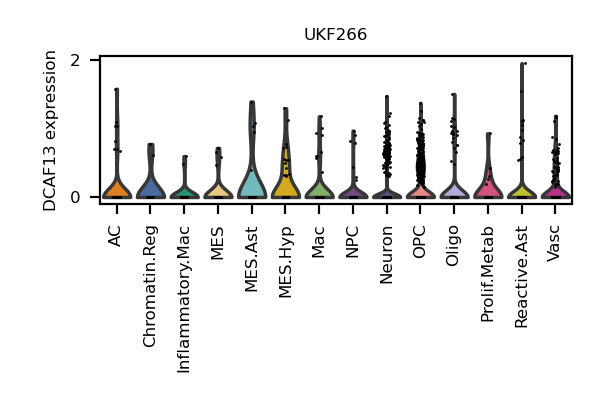 UKF266
DCAF13 expression
2
0
AC
Chromatin.Reg
Inflammatory.Mac
MES
MES.Ast
MES.Hyp
Mac
NPC
Neuron
OPC
Oligo
Prolif.Metab
Reactive.Ast
Vasc